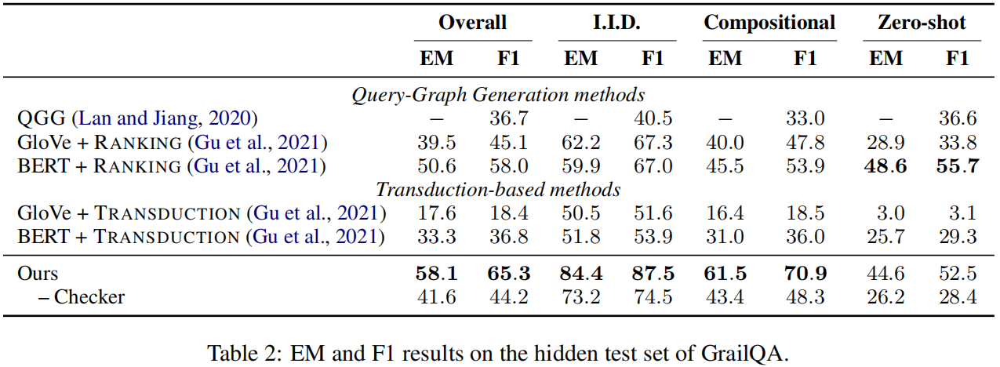 Overall I.I.D. Compositional Zero-shot
EM F1 EM F1 EM F1 EM F1
Query-Graph Generation methods
QGG (Lan and Jiang, 2020) – 36.7 – 40.5 – 33.0 – 36.6
GloVe + RANKING (Gu et al., 2021) 39.5 45.1 62.2 67.3 40.0 47.8 28.9 33.8
BERT + RANKING (Gu et al., 2021) 50.6 58.0 59.9 67.0 45.5 53.9 48.6 55.7
Transduction-based methods
GloVe + TRANSDUCTION (Gu et al., 2021) 17.6 18.4 50.5 51.6 16.4 18.5 3.0 3.1
BERT + TRANSDUCTION (Gu et al., 2021) 33.3 36.8 51.8 53.9 31.0 36.0 25.7 29.3
Ours 58.1 65.3 84.4 87.5 61.5 70.9 44.6 52.5
– Checker 41.6 44.2 73.2 74.5 43.4 48.3 26.2 28.4
Table 2: EM and F1 results on the hidden test set of GrailQA.